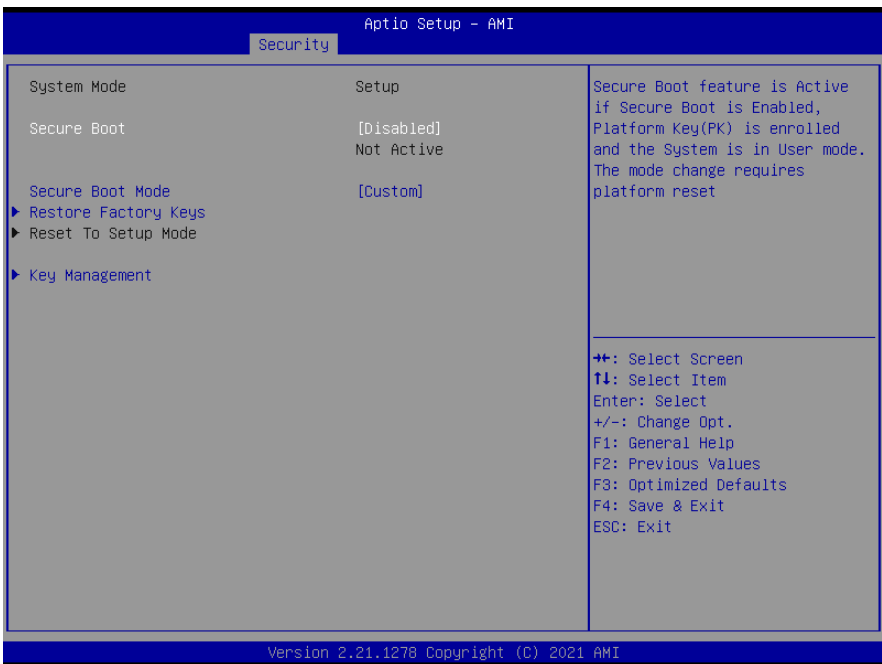 Aptio Setup – AMI
Security
System Mode Setup
Secure Boot [Disabled]
Not Active
Secure Boot Mode [Custom]
Restore Factory Keys
Reset To Setup Mode
Key Management
Secure Boot feature is Active
if Secure Boot is Enabled,
Platform Key(PK) is enrolled
and the System is in User mode.
The mode change requires
platform reset
→←: Select Screen
↑↓: Select Item
Enter: Select
+/-: Change Opt.
F1: General Help
F2: Previous Values
F3: Optimized Defaults
F4: Save & Exit
ESC: Exit
Version 2.21.1278 Copyright (C) 2021 AMI